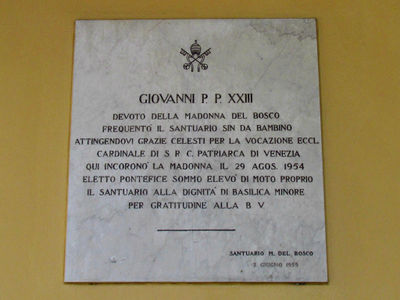 GIOVANNI P. P. XXIII
DEVOTO DELLA MADONNA DEL BOSCO
FREQUENTÒ IL SANTUARIO SIN DA BAMBINO
ATTINGENDOVI GRAZIE CELESTI PER LA VOCAZIONE ECCL.
CARDINALE DI S R C. PATRIARCA DI VENEZIA
QUI INCORONÒ LA MADONNA IL 29 AGOS. 1954
ELETTO PONTEFICE SOMMO ELEVÒ DI MOTO PROPRIO
IL SANTUARIO ALLA DIGNITÀ DI BASILICA MINORE
PER GRATITUDINE ALLA B V
SANTUARIO M. DEL BOSCO
GIUGNO